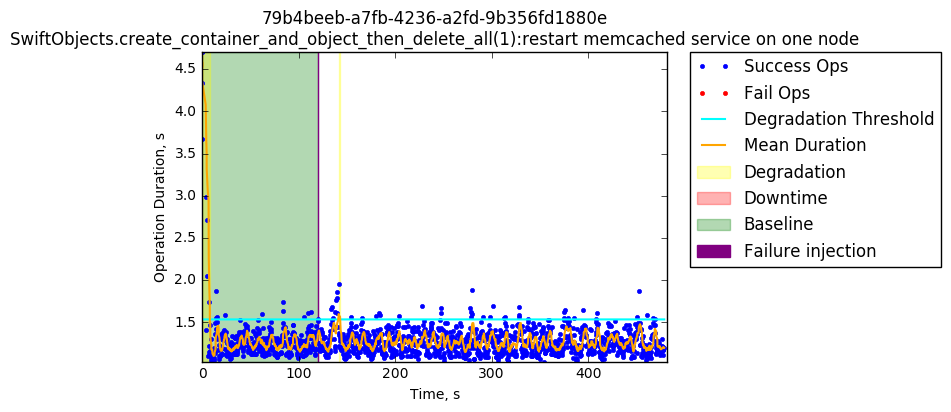 79b4beeb-a7fb-4236-a2fd-9b356fd1880e
SwiftObjects.create_container_and_object_then_delete_all(1):restart memcached service on one node
4.5
4.0
3.5
3.0
2.5
2.0
1.5
Operation Duration, s
0 100 200 300 400
Time, s
Success Ops
Fail Ops
Degradation Threshold
Mean Duration
Degradation
Downtime
Baseline
Failure injection